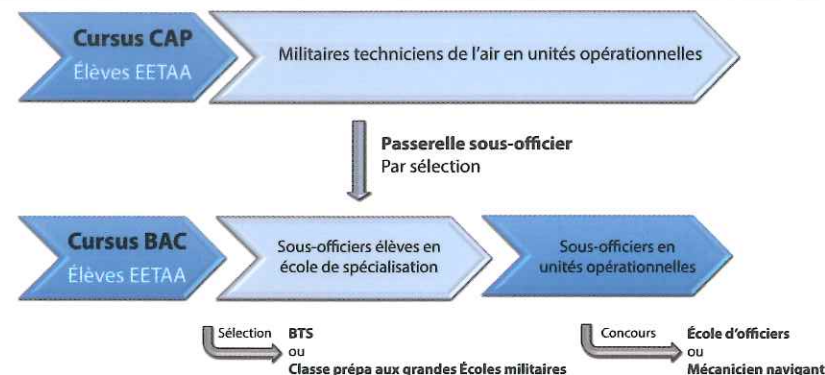 Cursus CAP
Élèves EETAA
Militaires techniciens de l'air en unités opérationnelles
Passerelle sous-officier
Par sélection
Cursus BAC
Élèves EETAA
Sous-officiers élèves en
école de spécialisation
Sous-officiers en
unités opérationnelles
Sélection
BTS
ou
Classe prépa aux grandes Écoles militaires
Concours
École d'officiers
ou
Mécanicien navigant